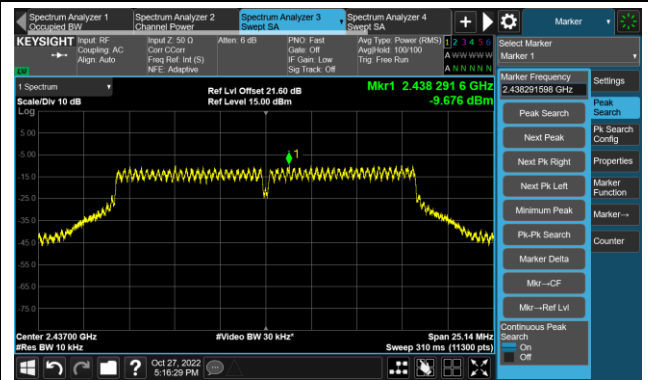 Spectrum Analyzer 1
Occupied BW
Spectrum Analyzer 2
Channel Power
Spectrum Analyzer 3
Swept SA
Spectrum Analyzer 4
Swept SA
Marker
KEYSIGHT
Input: RF
Coupling: AC
Align: Auto
Input Z: 50 Ω
Corr CCorr
Freq Ref: Int (S)
NFE: Adaptive
Atten: 6 dB
PNO: Fast
Gate: Off
IF Gain: Low
Sig Track: Off
Avg Type: Power (RMS)
Avg|Hold: 100/100
Trig: Free Run
1 2 3 4 5 6
A W W W W W
A N N N N N
LXI
Select Marker
Marker 1
1 Spectrum
Scale/Div 10 dB
Log
Ref Lvl Offset 21.60 dB
Ref Level 15.00 dBm
Mkr1 2.438 291 6 GHz
-9.676 dBm
5.00
-5.00
-15.0
-25.0
-35.0
-45.0
-55.0
-65.0
-75.0
1
Center 2.43700 GHz
#Res BW 10 kHz
#Video BW 30 kHz*
Span 25.14 MHz
Sweep 310 ms (11300 pts)
Marker Frequency
2.438291598 GHz
Peak Search
Next Peak
Next Pk Right
Next Pk Left
Minimum Peak
Pk-Pk Search
Marker Delta
Mkr→CF
Mkr→Ref Lvl
Continuous Peak
Search
On
Off
Settings
Peak
Search
Pk Search
Config
Properties
Marker
Function
Marker→
Counter
Oct 27, 2022
5:16:29 PM